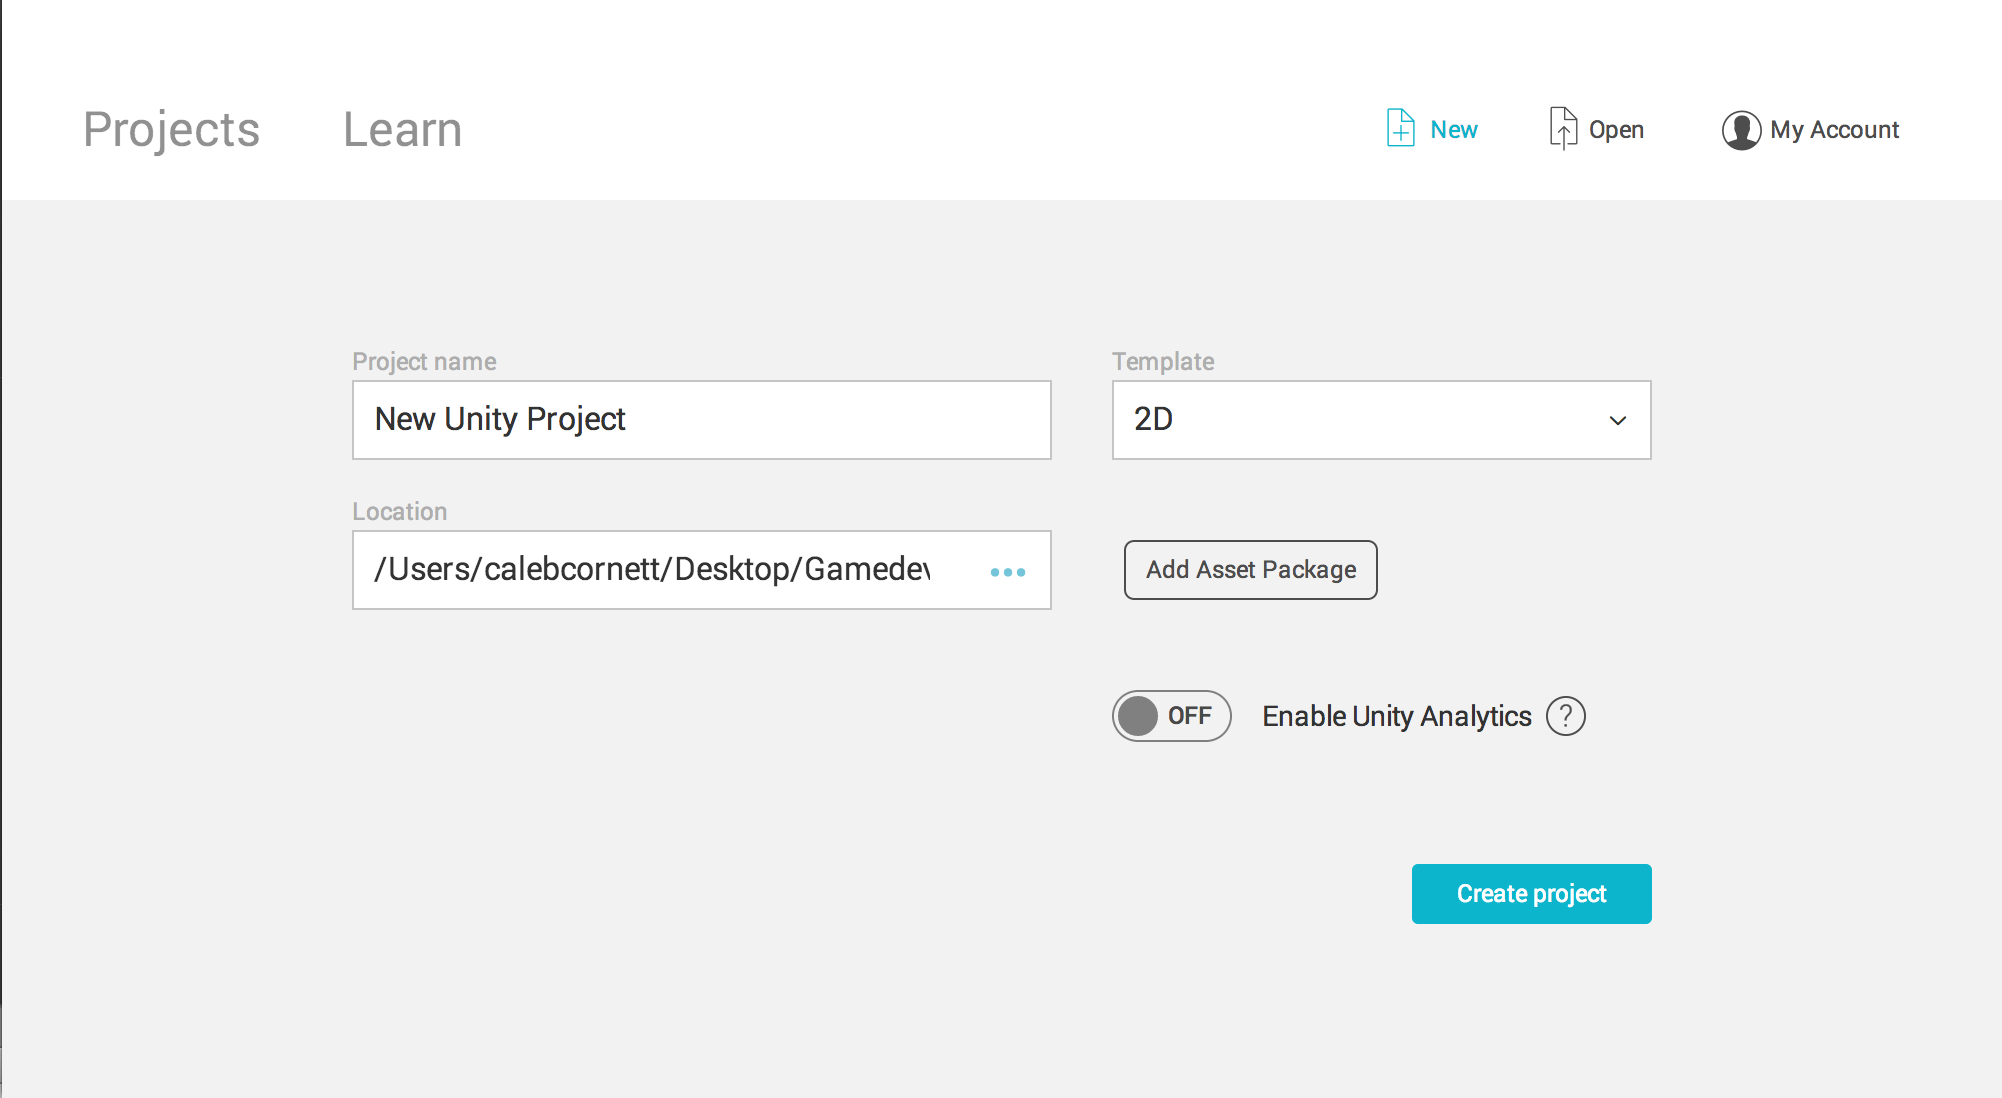 Projects Learn New Open My Account
Project name
New Unity Project
Template
2D
Location
/Users/calebcornett/Desktop/Gamedev
Add Asset Package
OFF Enable Unity Analytics ?
Create project